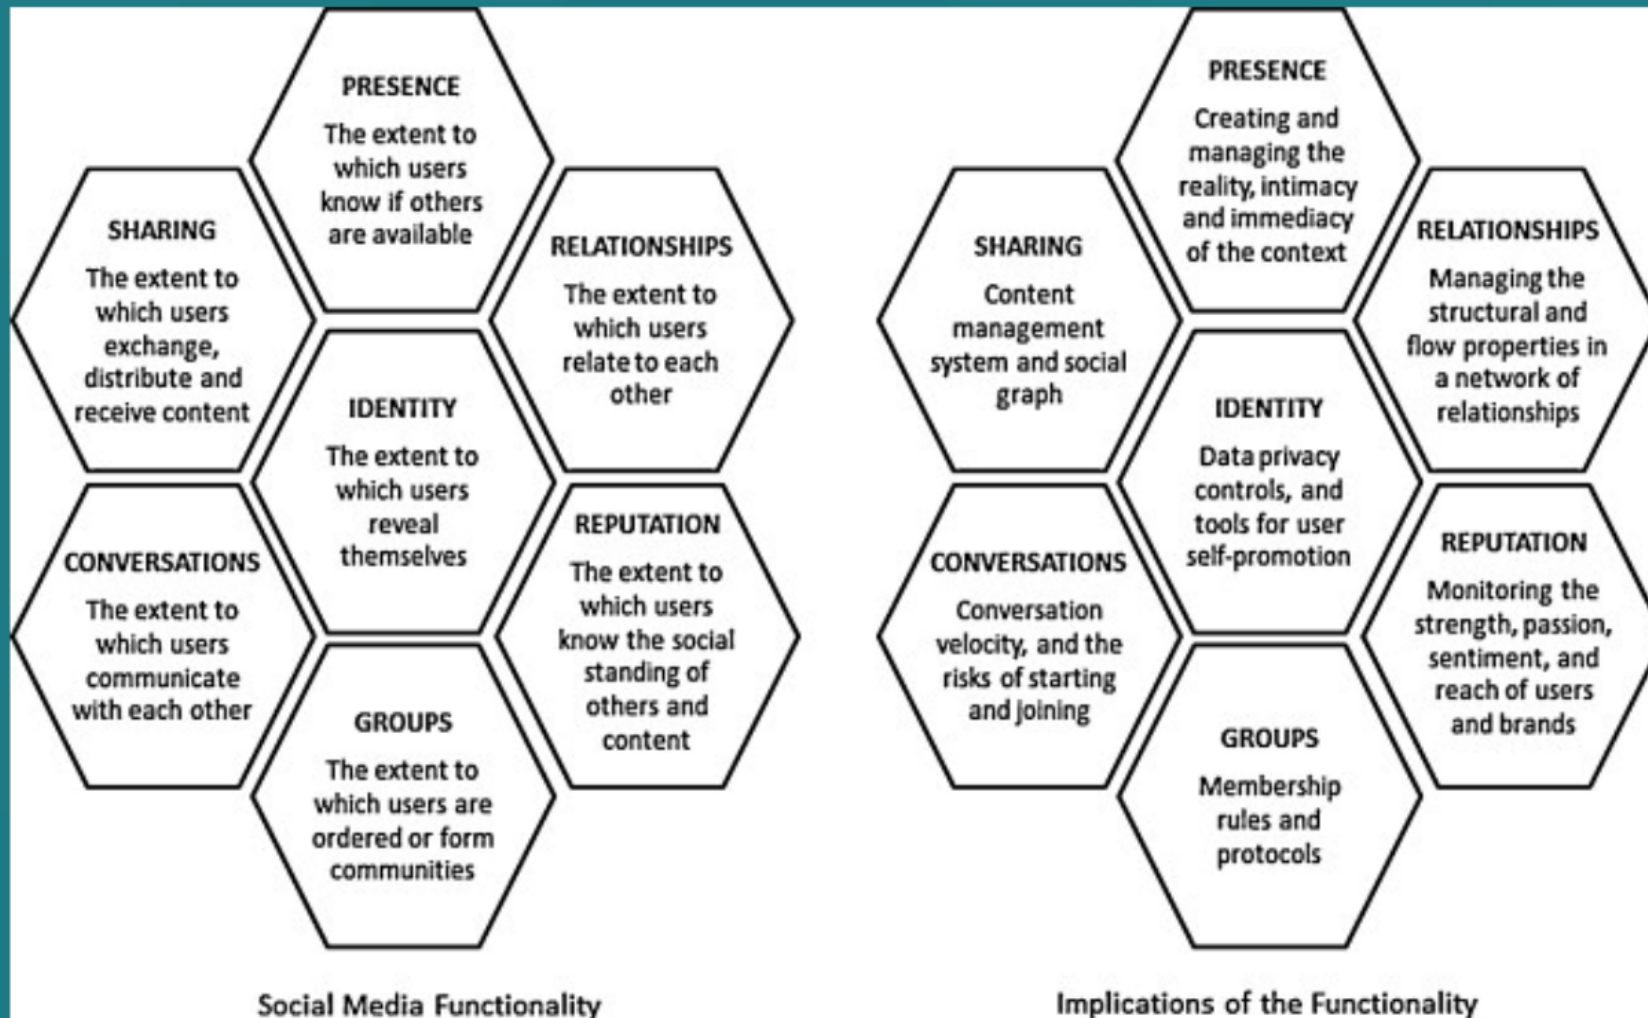 PRESENCE
The extent to
which users
know if others
are available
SHARING
The extent to
which users
exchange,
distribute and
receive content
RELATIONSHIPS
The extent to
which users
relate to each
other
IDENTITY
The extent to
which users
reveal
themselves
CONVERSATIONS
The extent to
which users
communicate
with each other
REPUTATION
The extent to
which users
know the social
standing of
others and
content
GROUPS
The extent to
which users are
ordered or form
communities
Social Media Functionality
PRESENCE
Creating and
managing the
reality, intimacy
and immediacy
of the context
SHARING
Content
management
system and social
graph
RELATIONSHIPS
Managing the
structural and
flow properties in
a network of
relationships
IDENTITY
Data privacy
controls, and
tools for user
self-promotion
CONVERSATIONS
Conversation
velocity, and the
risks of starting
and joining
REPUTATION
Monitoring the
strength, passion,
sentiment, and
reach of users
and brands
GROUPS
Membership
rules and
protocols
Implications of the Functionality